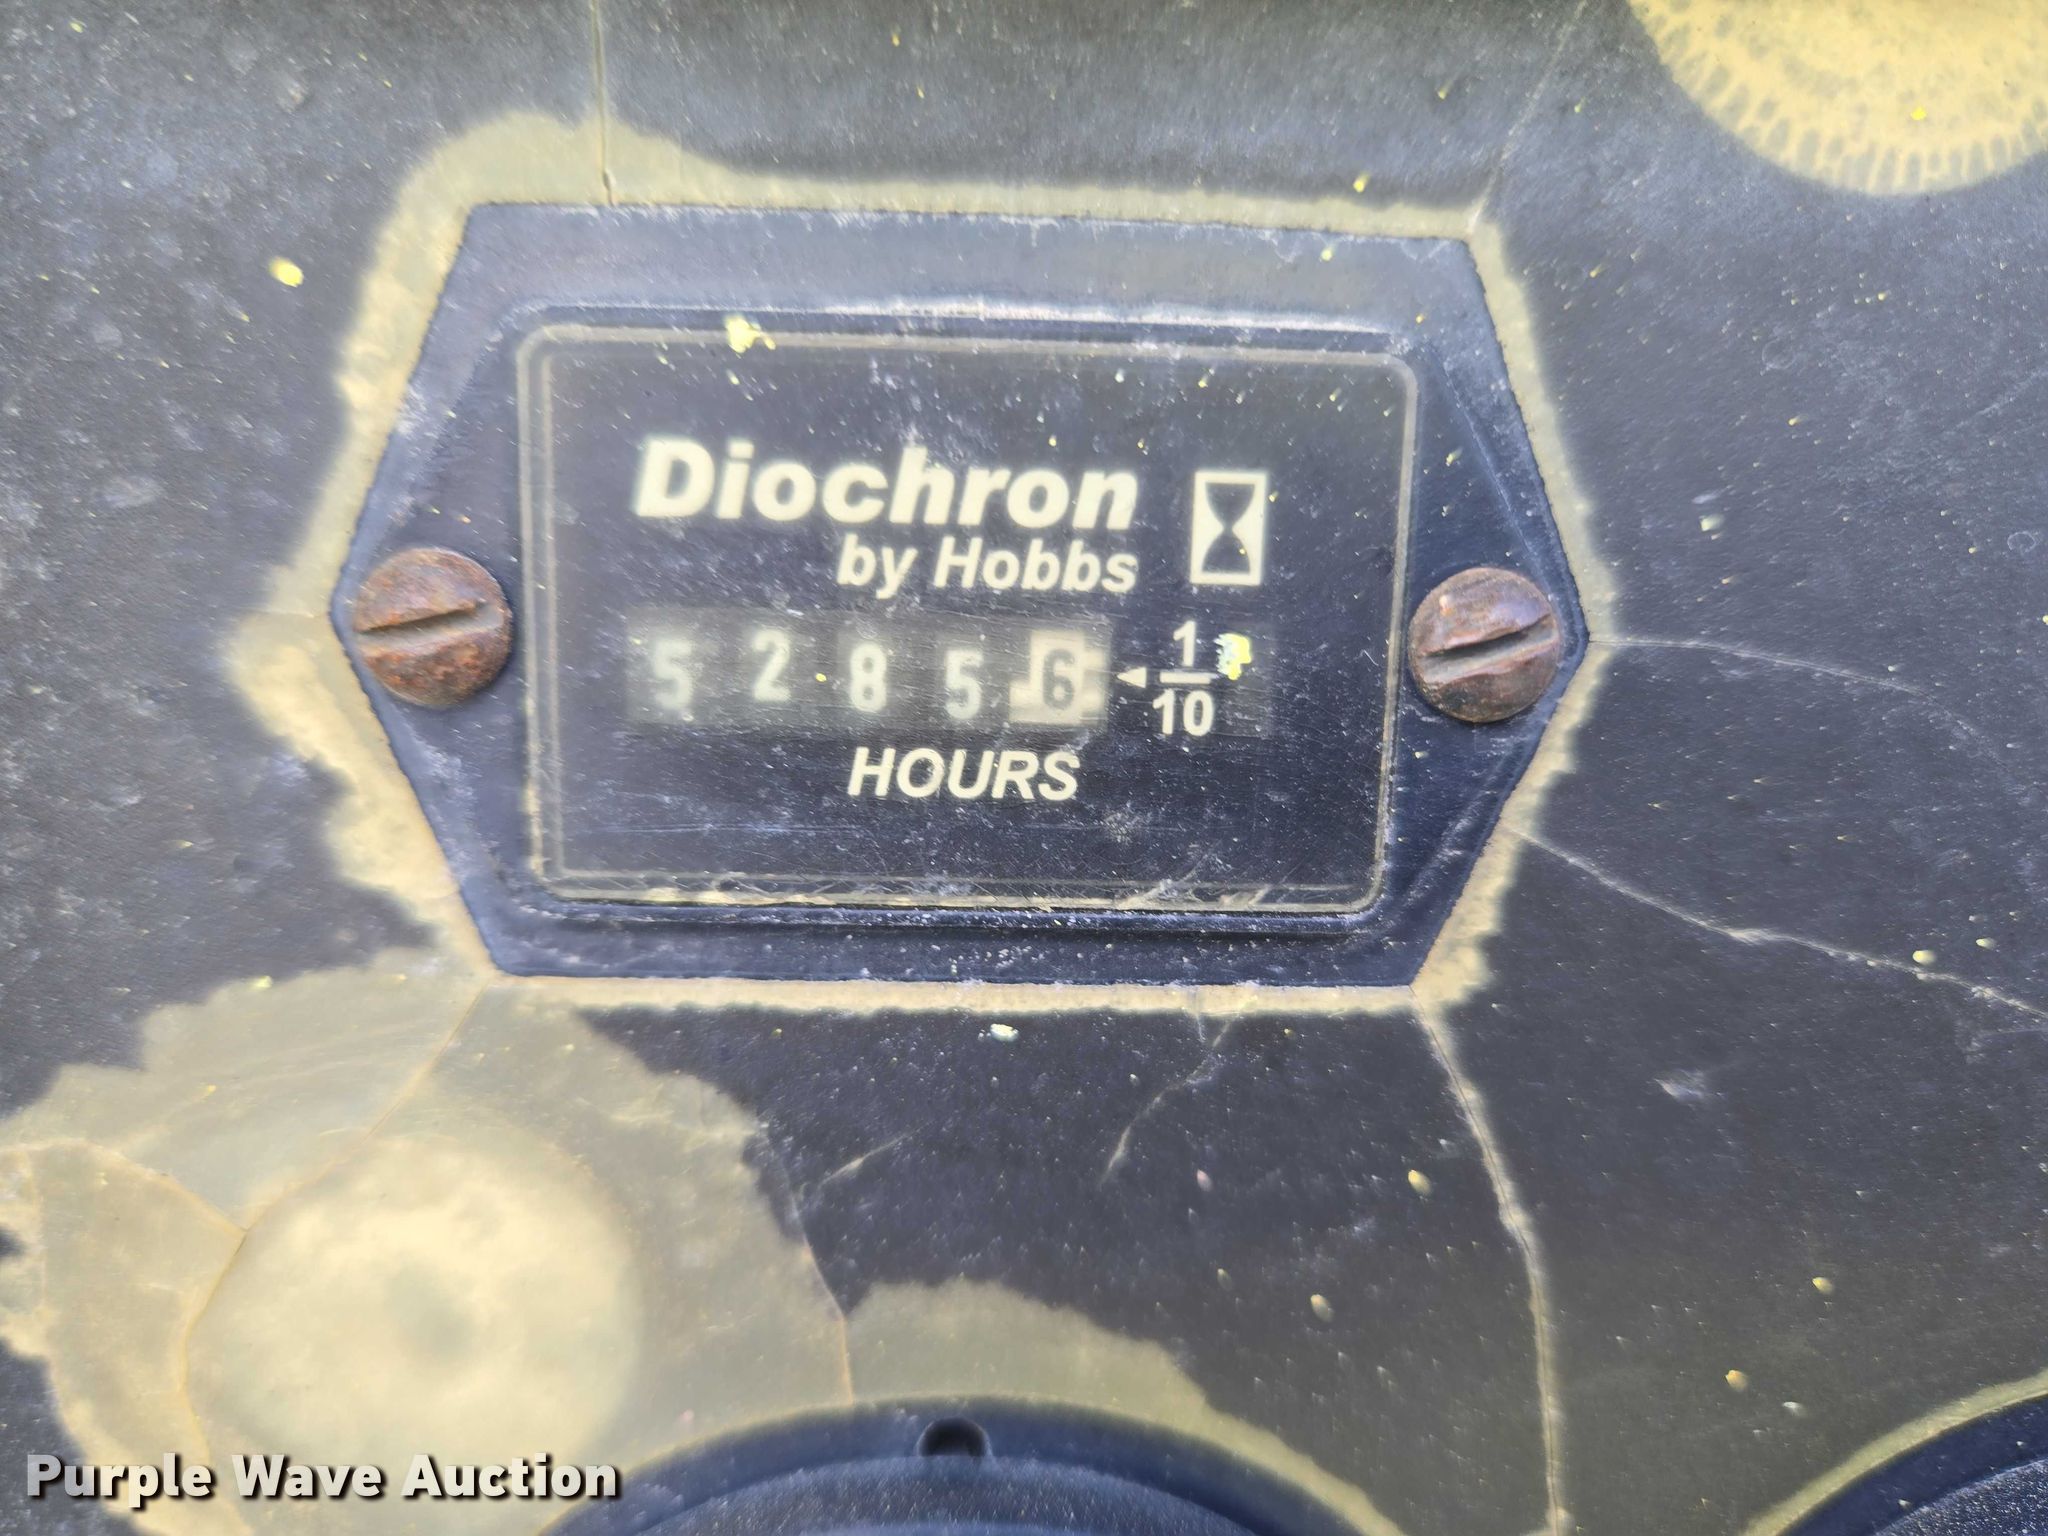 Diochron
by Hobbs
5 2 8 5 6 1/10
HOURS
Purple Wave Auction